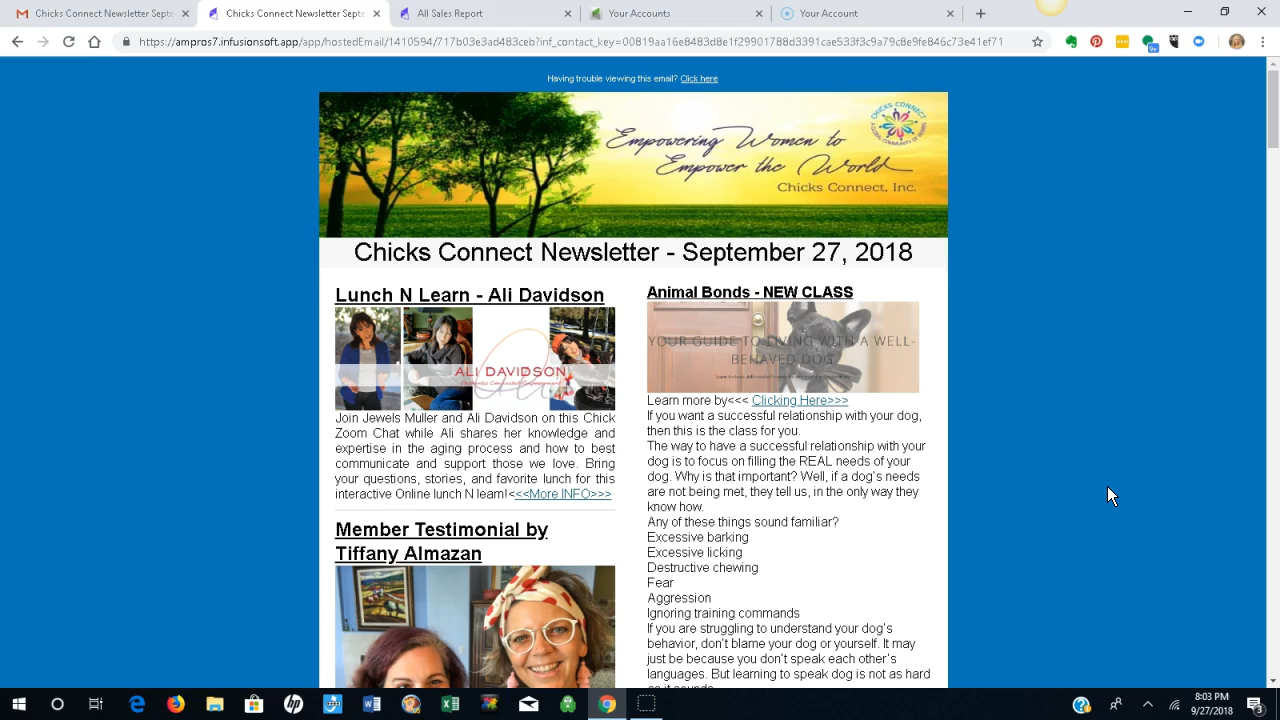 Chicks Connect Newsletter Sept
Chicks Connect Newsletter Septe
All Sales Report
Your Accounts
Your Account
https://ampros7.infusionsoft.app/app/hostedEmail/1410594/117c03e3ad483ceb?inf_contact_key=00819aa16e8483d8e1f29901788d3391cae533f3c9a79c8e9fe846c73e41ef71
Having trouble viewing this email? Click here
CHICKS CONNECT
Empowering Women to
Empower the World
Chicks Connect, Inc.
Chicks Connect Newsletter - September 27, 2018
Lunch N Learn - Ali Davidson
ALI DAVIDSON
Join Jewels Muller and Ali Davidson on this Chick
Zoom Chat while Ali shares her knowledge and
expertise in the aging process and how to best
communicate and support those we love. Bring
your questions, stories, and favorite lunch for this
interactive Online lunch N learn!<<<More INFO>>>
Member Testimonial by
Tiffany Almazan
Animal Bonds - NEW CLASS
YOUR GUIDE TO LIVING WITH A WELL-
BEHAVED DOG
Learn more by<<< Clicking Here>>>
If you want a successful relationship with your dog,
then this is the class for you.
The way to have a successful relationship with your
dog is to focus on filling the REAL needs of your
dog. Why is that important? Well, if a dog's needs
are not being met, they tell us, in the only way they
know how.
Any of these things sound familiar?
Excessive barking
Excessive licking
Destructive chewing
Fear
Aggression
Ignoring training commands
If you are struggling to understand your dog's
behavior, don't blame your dog or yourself. It may
just be because you don't speak each other's
languages. But learning to speak dog is not as hard
as it sounds
8:03 PM
9/27/2018